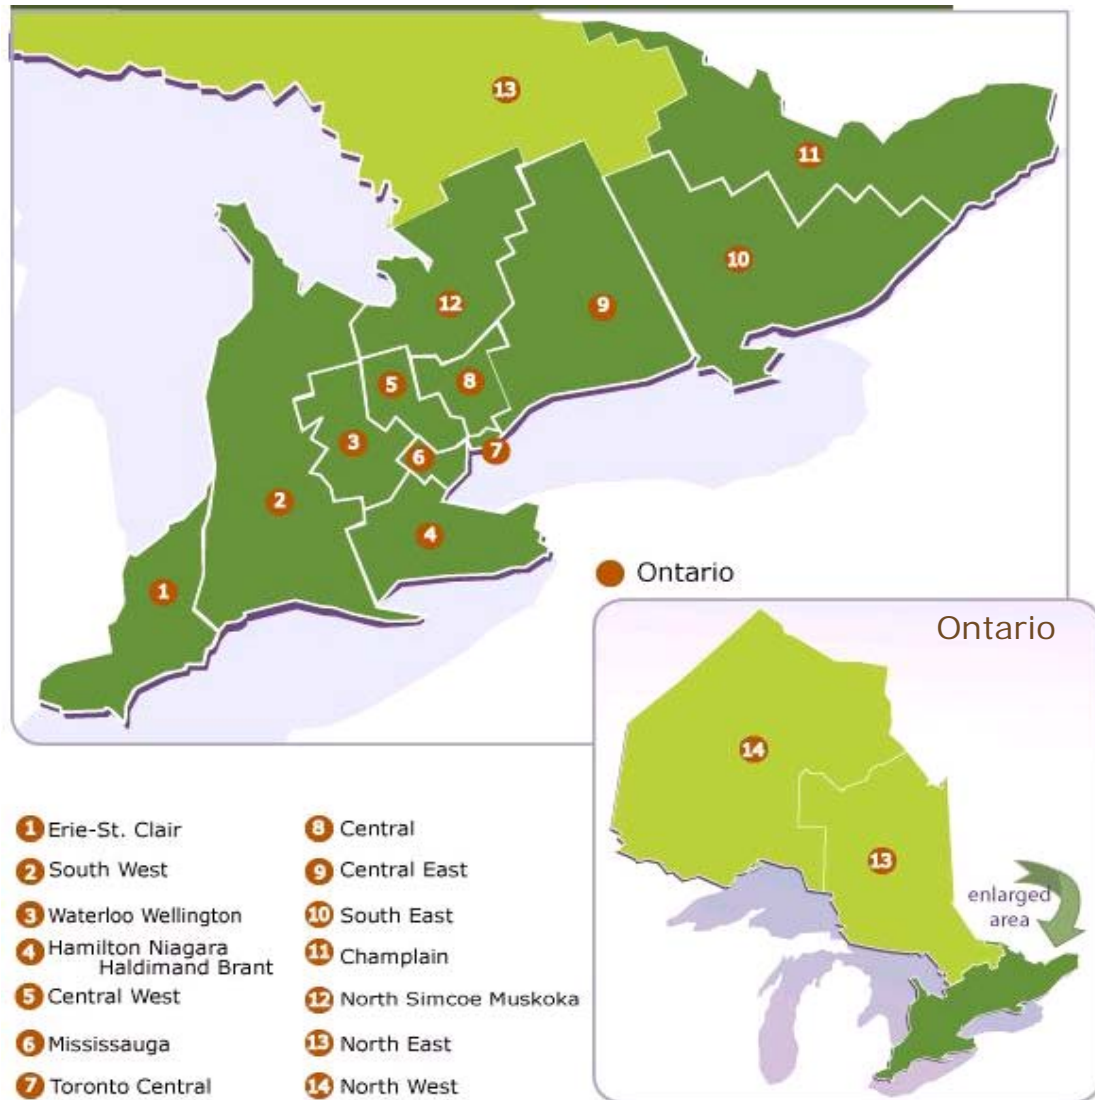 13
11
10
12
9
5
8
3
6
7
2
4
1
Ontario
Ontario
14
13
enlarged
area
1 Erie-St. Clair
2 South West
3 Waterloo Wellington
4 Hamilton Niagara
Haldimand Brant
5 Central West
6 Mississauga
7 Toronto Central
8 Central
9 Central East
10 South East
11 Champlain
12 North Simcoe Muskoka
13 North East
14 North West